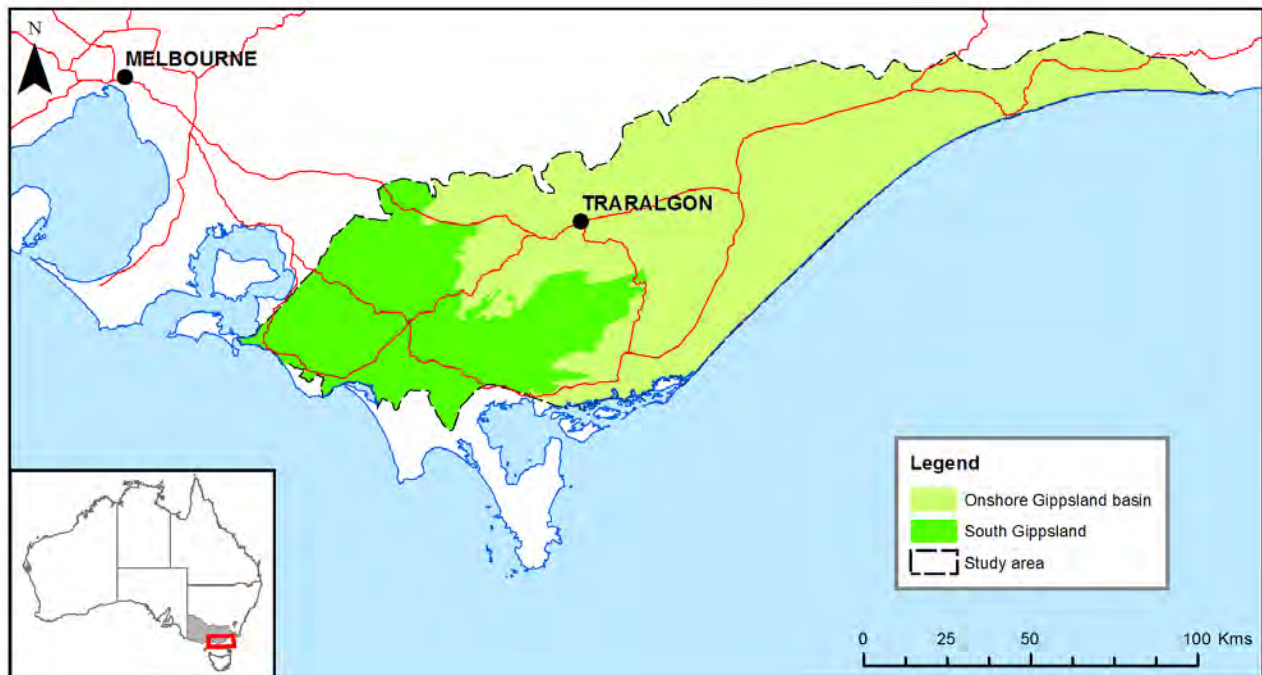 N
MELBOURNE
TRARALGON
Legend
Onshore Gippsland basin
South Gippsland
Study area
0 25 50 100 Kms